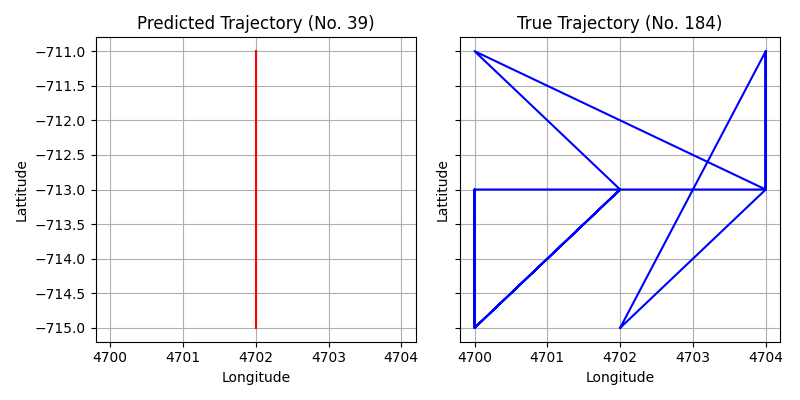 Predicted Trajectory (No. 39)
True Trajectory (No. 184)
−711.0
−711.5
−712.0
−712.5
−713.0
−713.5
−714.0
−714.5
−715.0
Lattitude
Lattitude
4700 4701 4702 4703 4704
4700 4701 4702 4703 4704
Longitude
Longitude